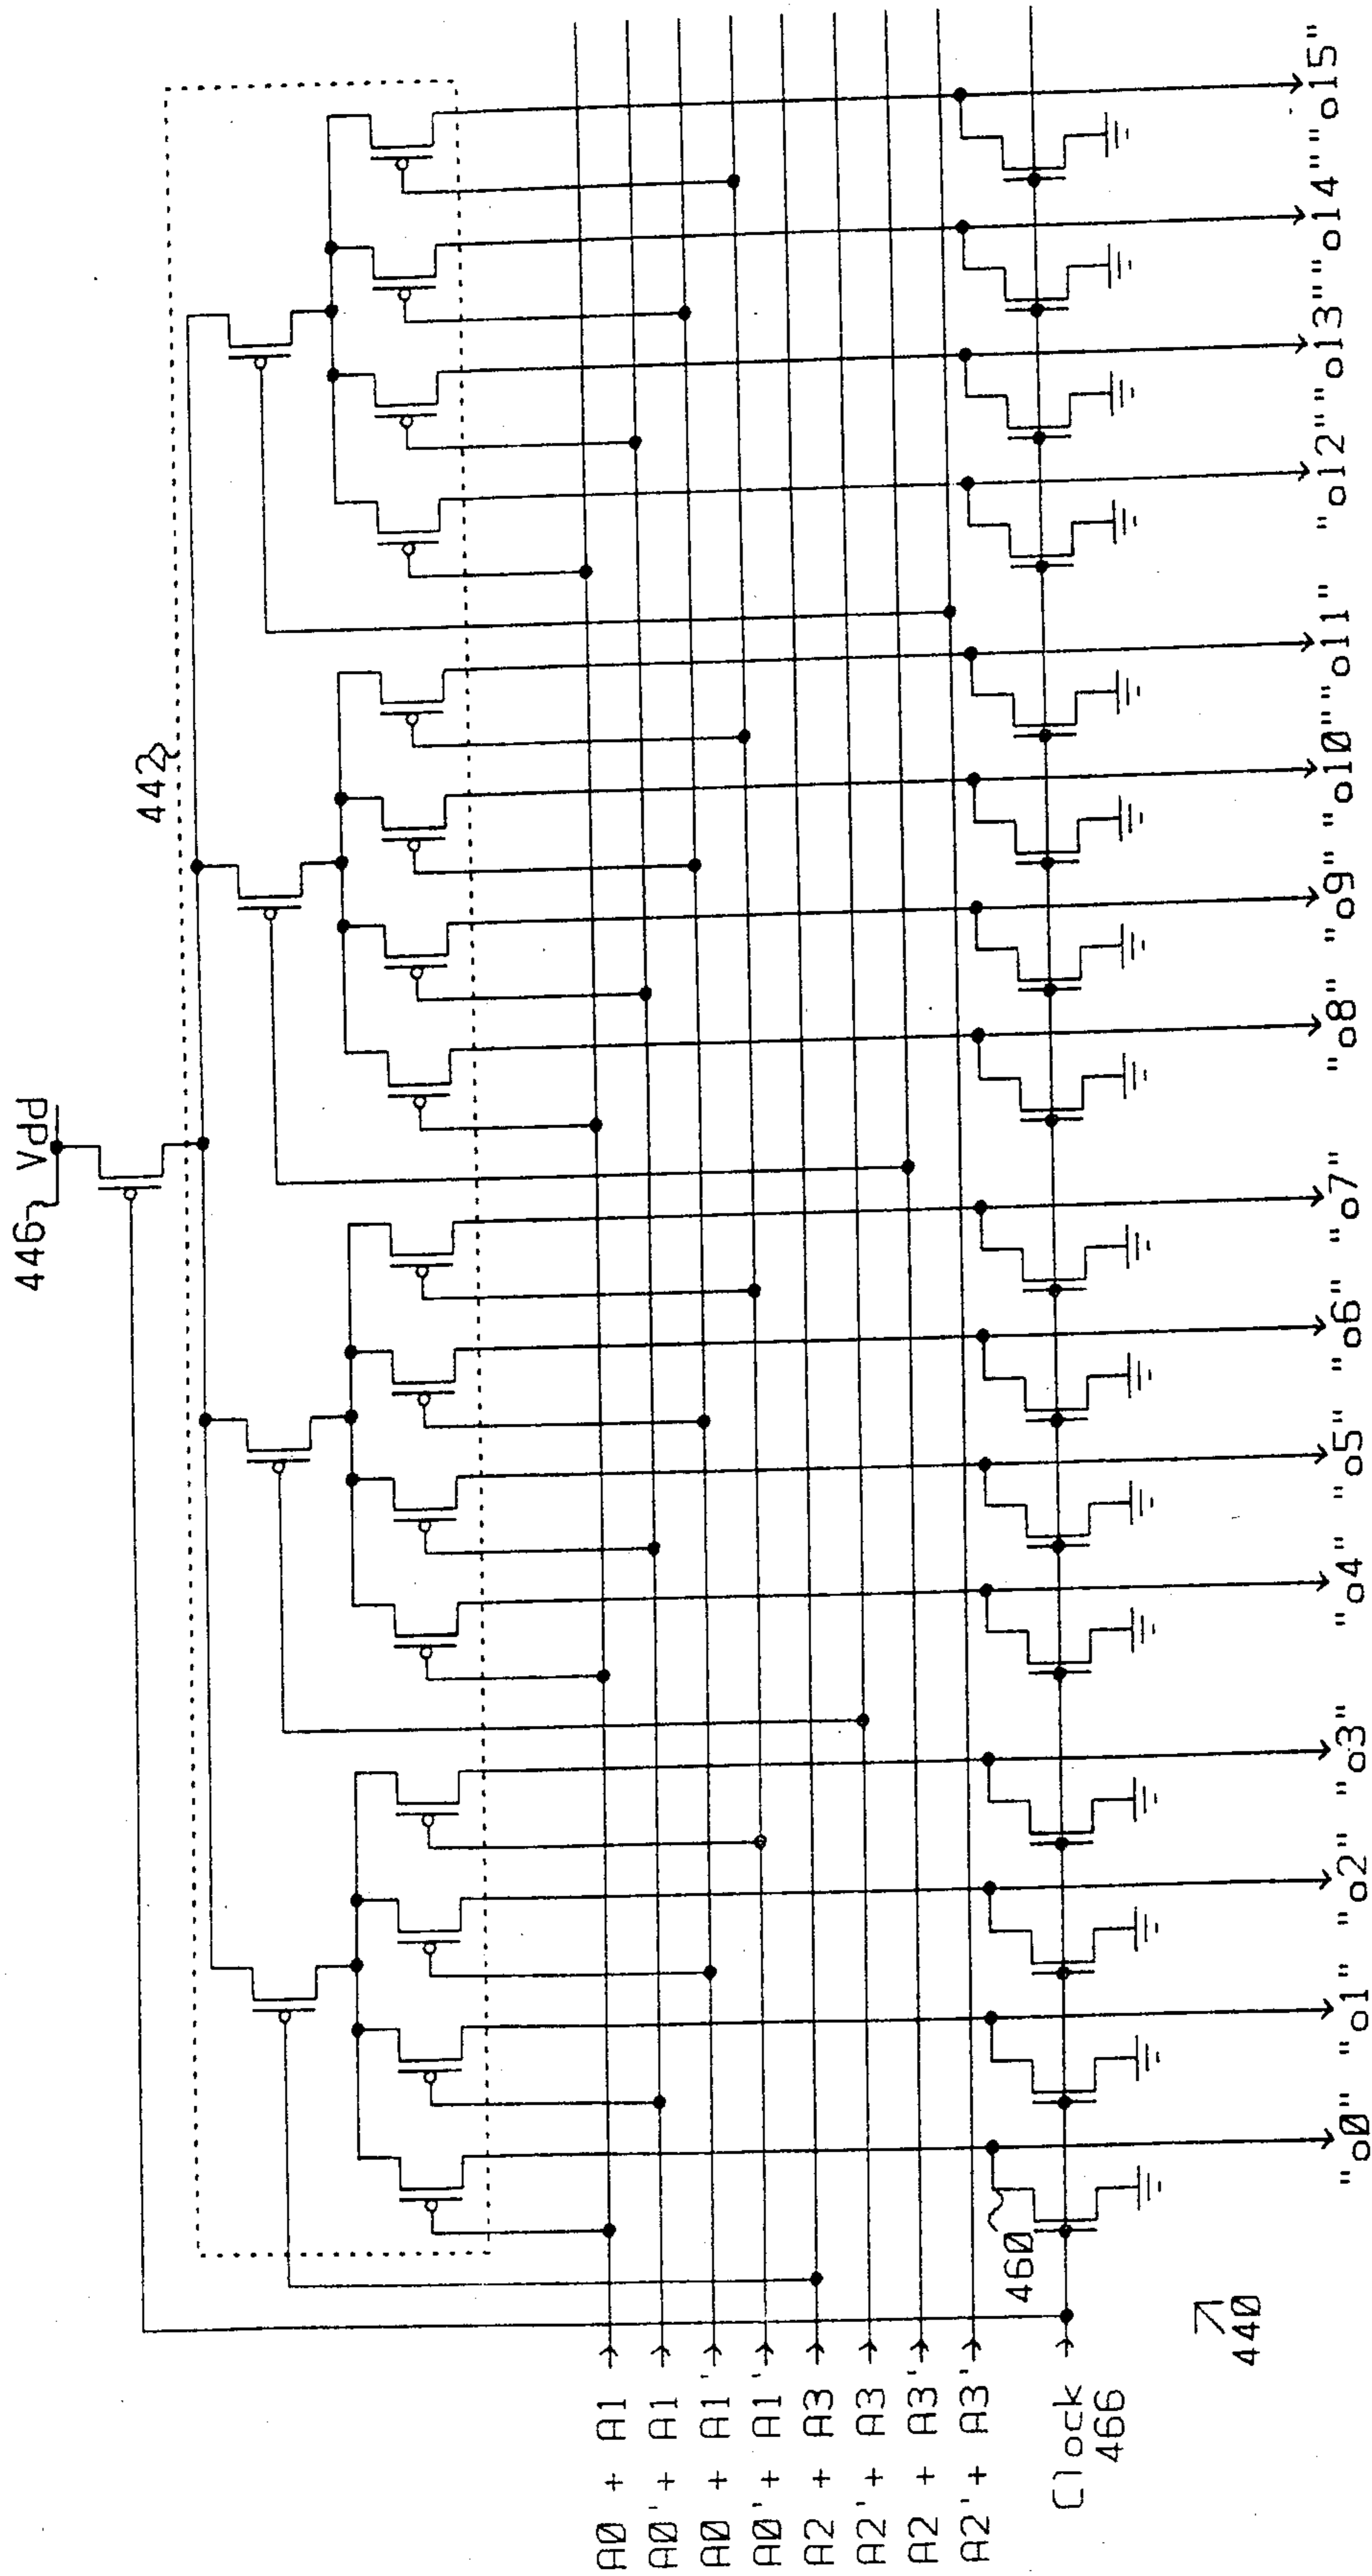 446 Vdd
442
A0 + A1
A0' + A1
A0 + A1'
A0' + A1'
A2 + A3
A2' + A3
A2 + A3'
A2' + A3'
460
Clock
466
440
"o0" "o1" "o2" "o3" "o4" "o5" "o6" "o7" "o8" "o9" "o10" "o11" "o12" "o13" "o14" "o15"